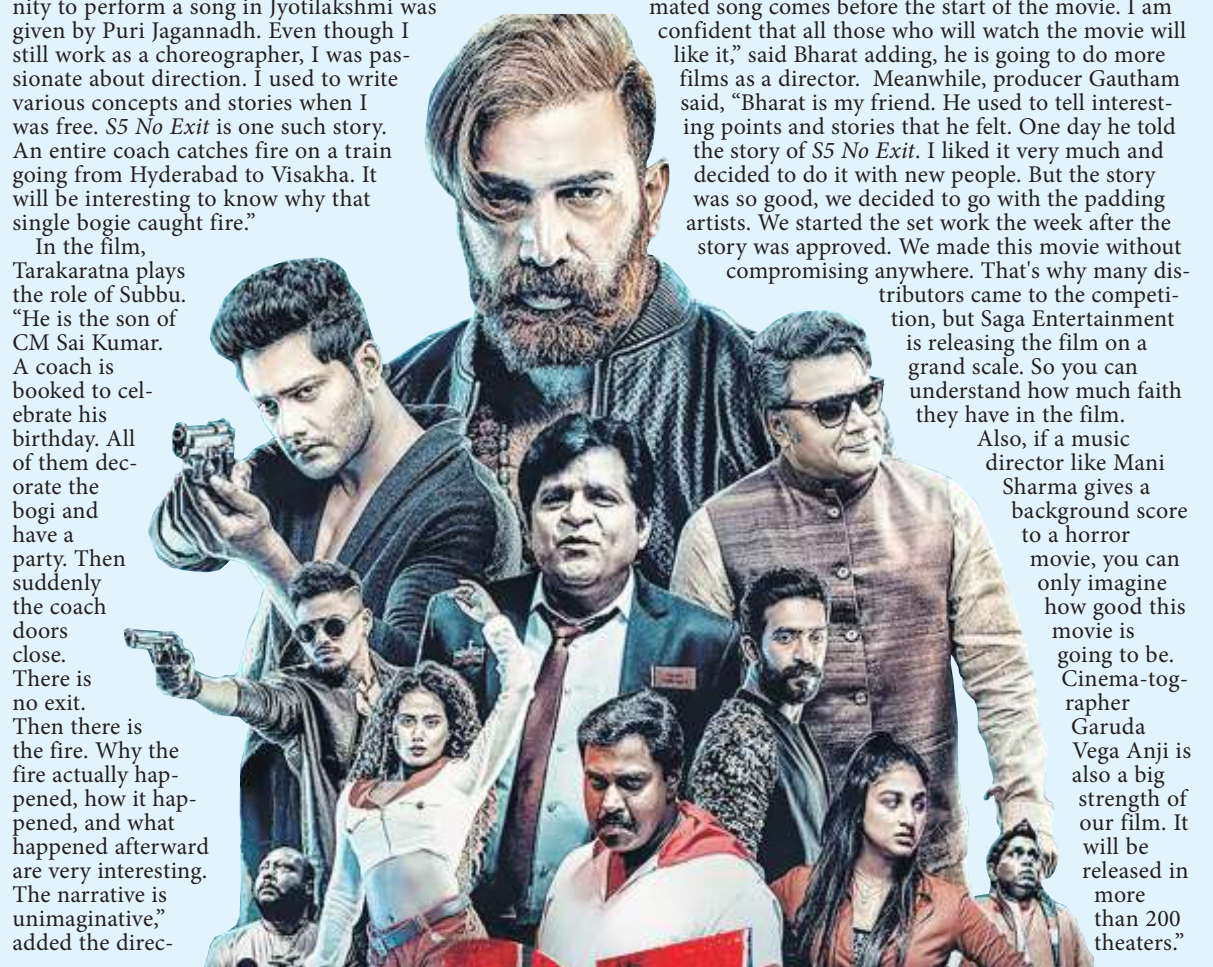 nity to perform a song in Jyotilakshmi was
given by Puri Jagannadh. Even though I
still work as a choreographer, I was pas-
sionate about direction. I used to write
various concepts and stories when I
was free. S5 No Exit is one such story.
An entire coach catches fire on a train
going from Hyderabad to Visakha. It
will be interesting to know why that
single bogie caught fire.”
In the film,
Tarakaratna plays
the role of Subbu.
“He is the son of
CM Sai Kumar.
A coach is
booked to cel-
ebrate his
birthday. All
of them dec-
orate the
bogi and
have a
party. Then
suddenly
the coach
doors
close.
There is
no exit.
Then there is
the fire. Why the
fire actually hap-
pened, how it hap-
pened, and what
happened afterward
are very interesting.
The narrative is
unimaginative,”
added the direc-
mated song comes before the start of the movie. I am
confident that all those who will watch the movie will
like it,” said Bharat adding, he is going to do more
films as a director. Meanwhile, producer Gautham
said, “Bharat is my friend. He used to tell interest-
ing points and stories that he felt. One day he told
the story of S5 No Exit. I liked it very much and
decided to do it with new people. But the story
was so good, we decided to go with the padding
artists. We started the set work the week after the
story was approved. We made this movie without
compromising anywhere. That's why many dis-
tributors came to the competi-
tion, but Saga Entertainment
is releasing the film on a
grand scale. So you can
understand how much faith
they have in the film.
Also, if a music
director like Mani
Sharma gives a
background score
to a horror
movie, you can
only imagine
how good this
movie is
going to be.
Cinema-tog-
rapher
Garuda
Vega Anji is
also a big
strength of
our film. It
will be
released in
more
than 200
theaters.”